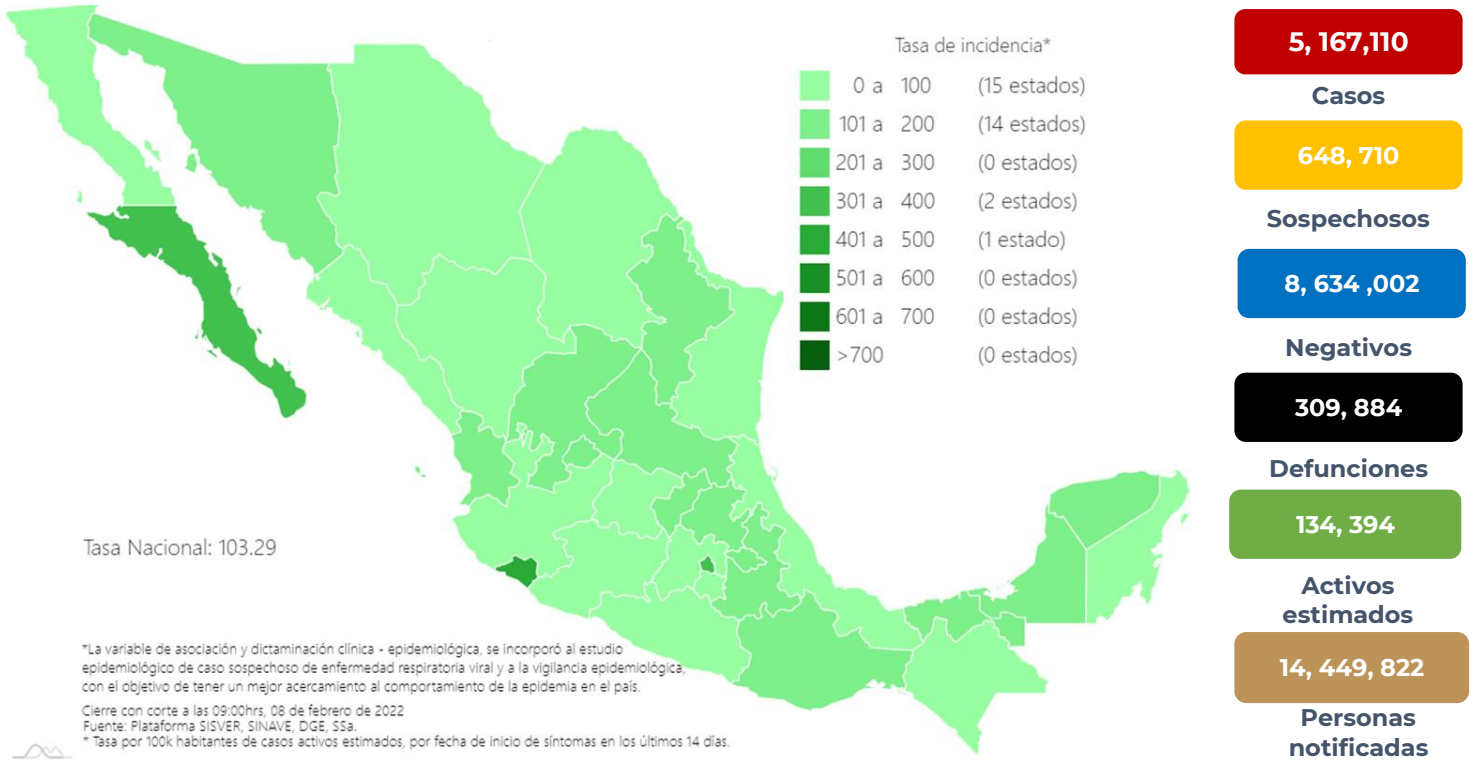 Tasa de incidencia*
0 a 100 (15 estados)
101 a 200 (14 estados)
201 a 300 (0 estados)
301 a 400 (2 estados)
401 a 500 (1 estado)
501 a 600 (0 estados)
601 a 700 (0 estados)
>700 (0 estados)
Tasa Nacional: 103.29
*La variable de asociación y dictaminación clínica - epidemiológica, se incorporó al estudio
epidemiológico de caso sospechoso de enfermedad respiratoria viral y a la vigilancia epidemiológica,
con el objetivo de tener un mejor acercamiento al comportamiento de la epidemia en el país.
Cierre con corte a las 09:00hrs, 08 de febrero de 2022
Fuente: Plataforma SISVER, SINAVE, DGE, SSa.
* Tasa por 100k habitantes de casos activos estimados, por fecha de inicio de síntomas en los últimos 14 días.
5, 167,110
Casos
648, 710
Sospechosos
8, 634 ,002
Negativos
309, 884
Defunciones
134, 394
Activos
estimados
14, 449, 822
Personas
notificadas